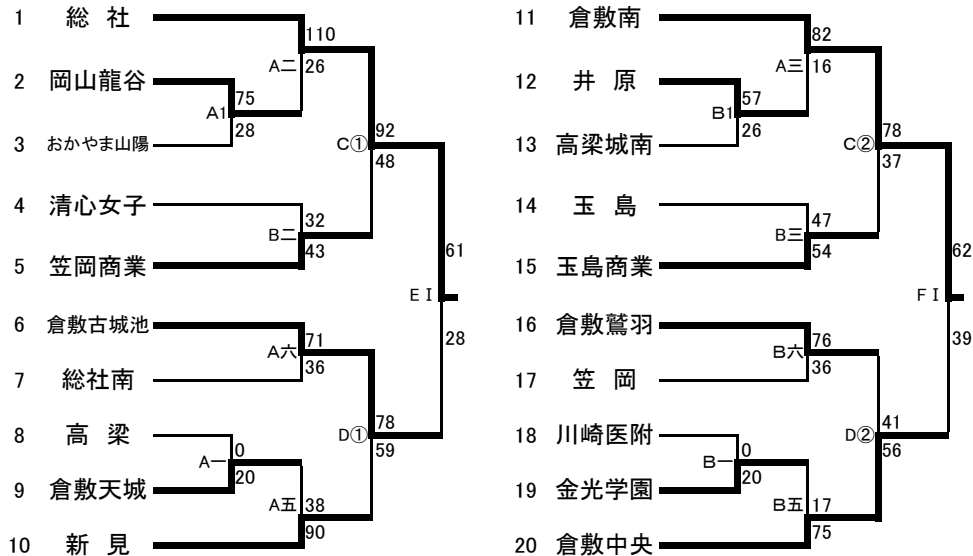 1 総 社
110
A二
26
2 岡山龍谷
75
A1
28
3 おかやま山陽
92
C①
48
4 清心女子
32
B二
43
5 笠岡商業
61
EⅠ
28
6 倉敷古城池
71
A六
36
7 総社南
78
D①
59
8 高 梁
0
A一
20
9 倉敷天城
38
A五
90
10 新 見
11 倉敷南
82
A三
16
12 井 原
57
B1
26
13 高梁城南
78
C②
37
14 玉 島
47
B三
54
15 玉島商業
62
FⅠ
39
16 倉敷鷲羽
76
B六
36
17 笠 岡
41
D②
56
18 川崎医附
0
B一
20
19 金光学園
17
B五
75
20 倉敷中央